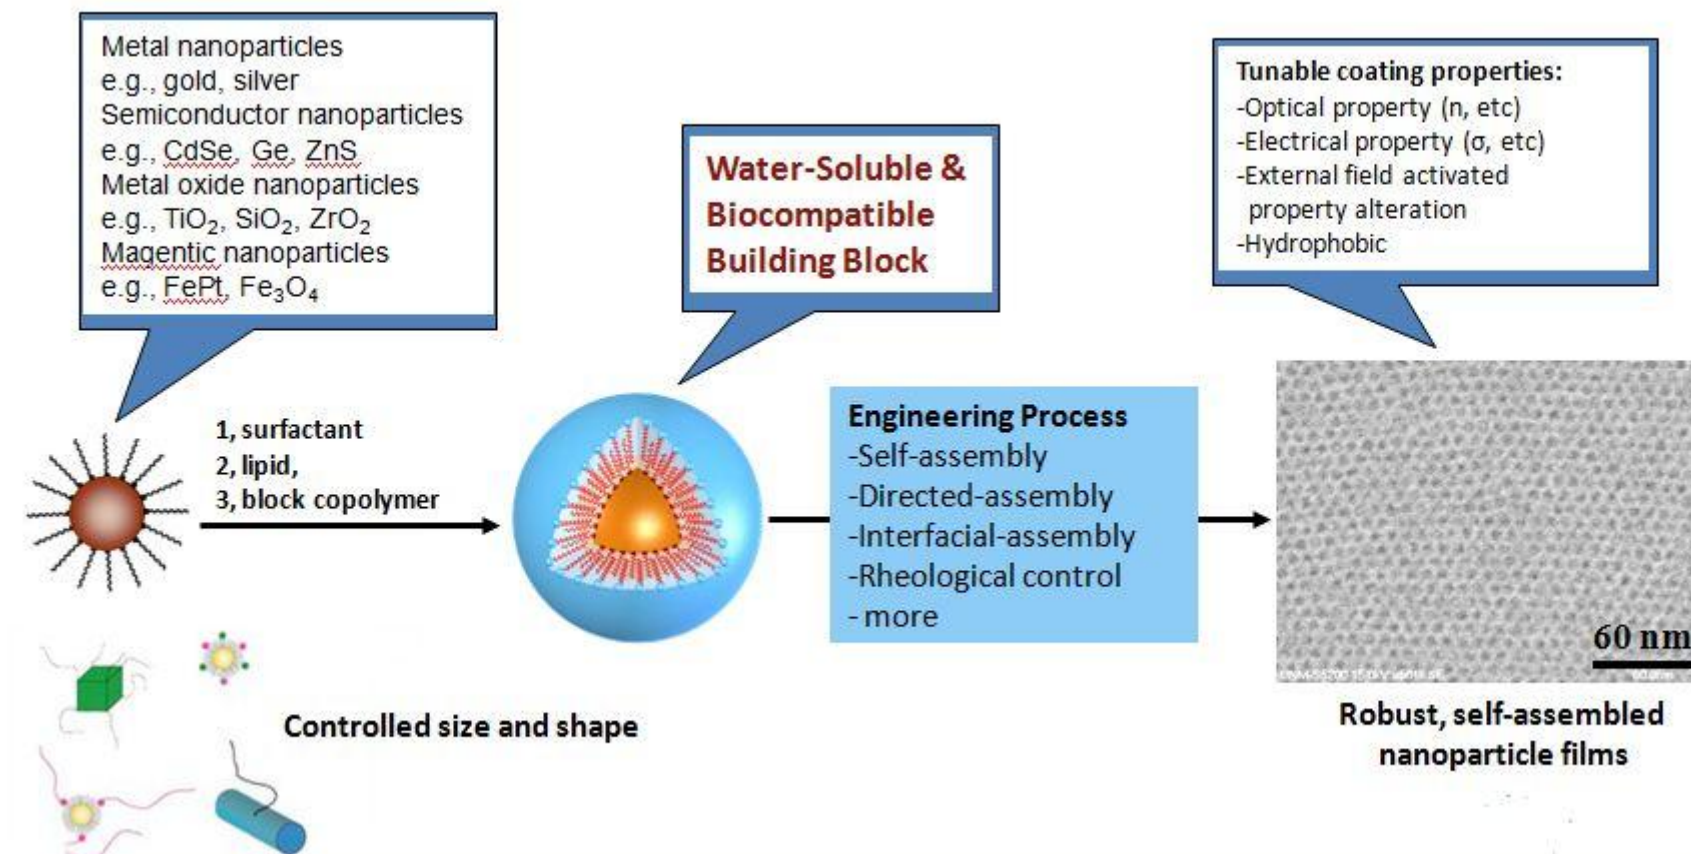 Metal nanoparticles
e.g., gold, silver
Semiconductor nanoparticles
e.g., CdSe, Ge, ZnS
Metal oxide nanoparticles
e.g., TiO₂, SiO₂, ZrO₂
Magentic nanoparticles
e.g., FePt, Fe₃O₄
Water-Soluble &
Biocompatible
Building Block
Tunable coating properties:
-Optical property (n, etc)
-Electrical property (σ, etc)
-External field activated
property alteration
-Hydrophobic
1, surfactant
2, lipid,
3, block copolymer
Engineering Process
-Self-assembly
-Directed-assembly
-Interfacial-assembly
-Rheological control
- more
60 nm
Controlled size and shape
Robust, self-assembled
nanoparticle films